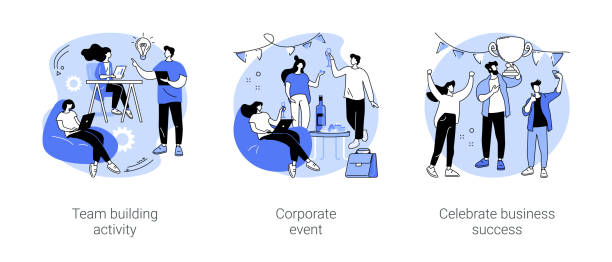 Team building
activity
Corporate
event
Celebrate business
success